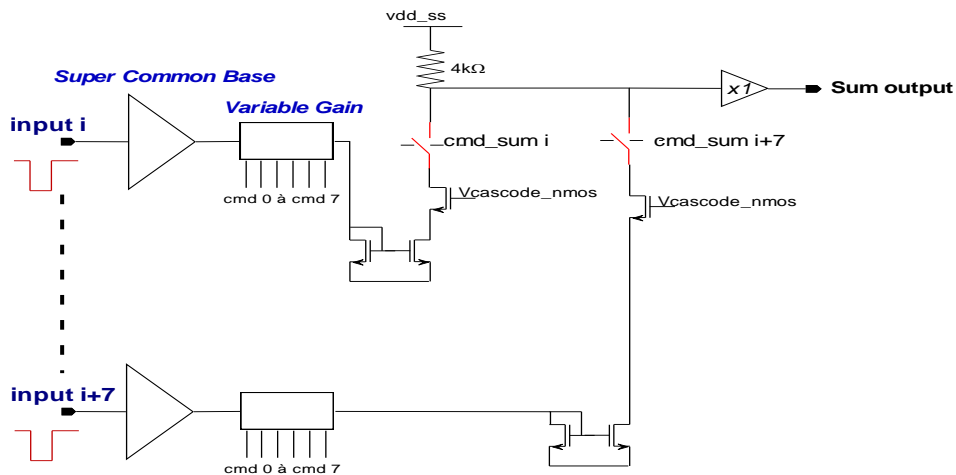 vdd_ss
4kΩ
Super Common Base
Variable Gain
x1
Sum output
input i
cmd_sum i
cmd_sum i+7
cmd 0 à cmd 7
Vcascode_nmos
Vcascode_nmos
input i+7
cmd 0 à cmd 7